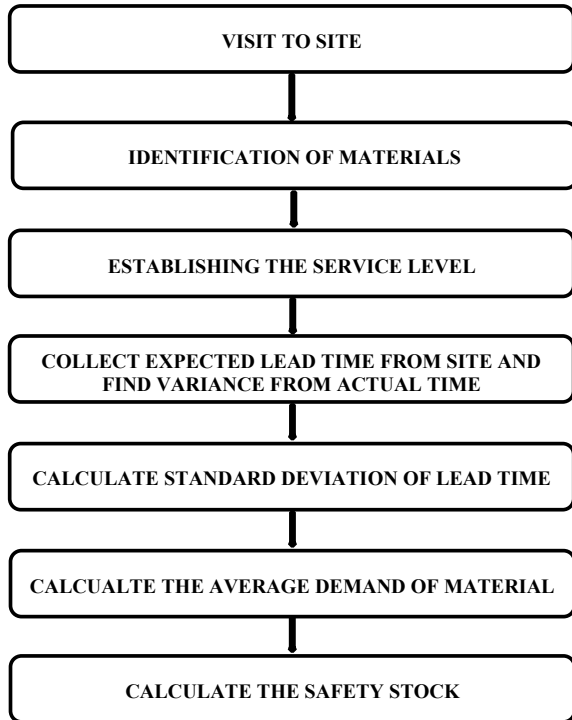 VISIT TO SITE
IDENTIFICATION OF MATERIALS
ESTABLISHING THE SERVICE LEVEL
COLLECT EXPECTED LEAD TIME FROM SITE AND
FIND VARIANCE FROM ACTUAL TIME
CALCULATE STANDARD DEVIATION OF LEAD TIME
CALCUALTE THE AVERAGE DEMAND OF MATERIAL
CALCULATE THE SAFETY STOCK